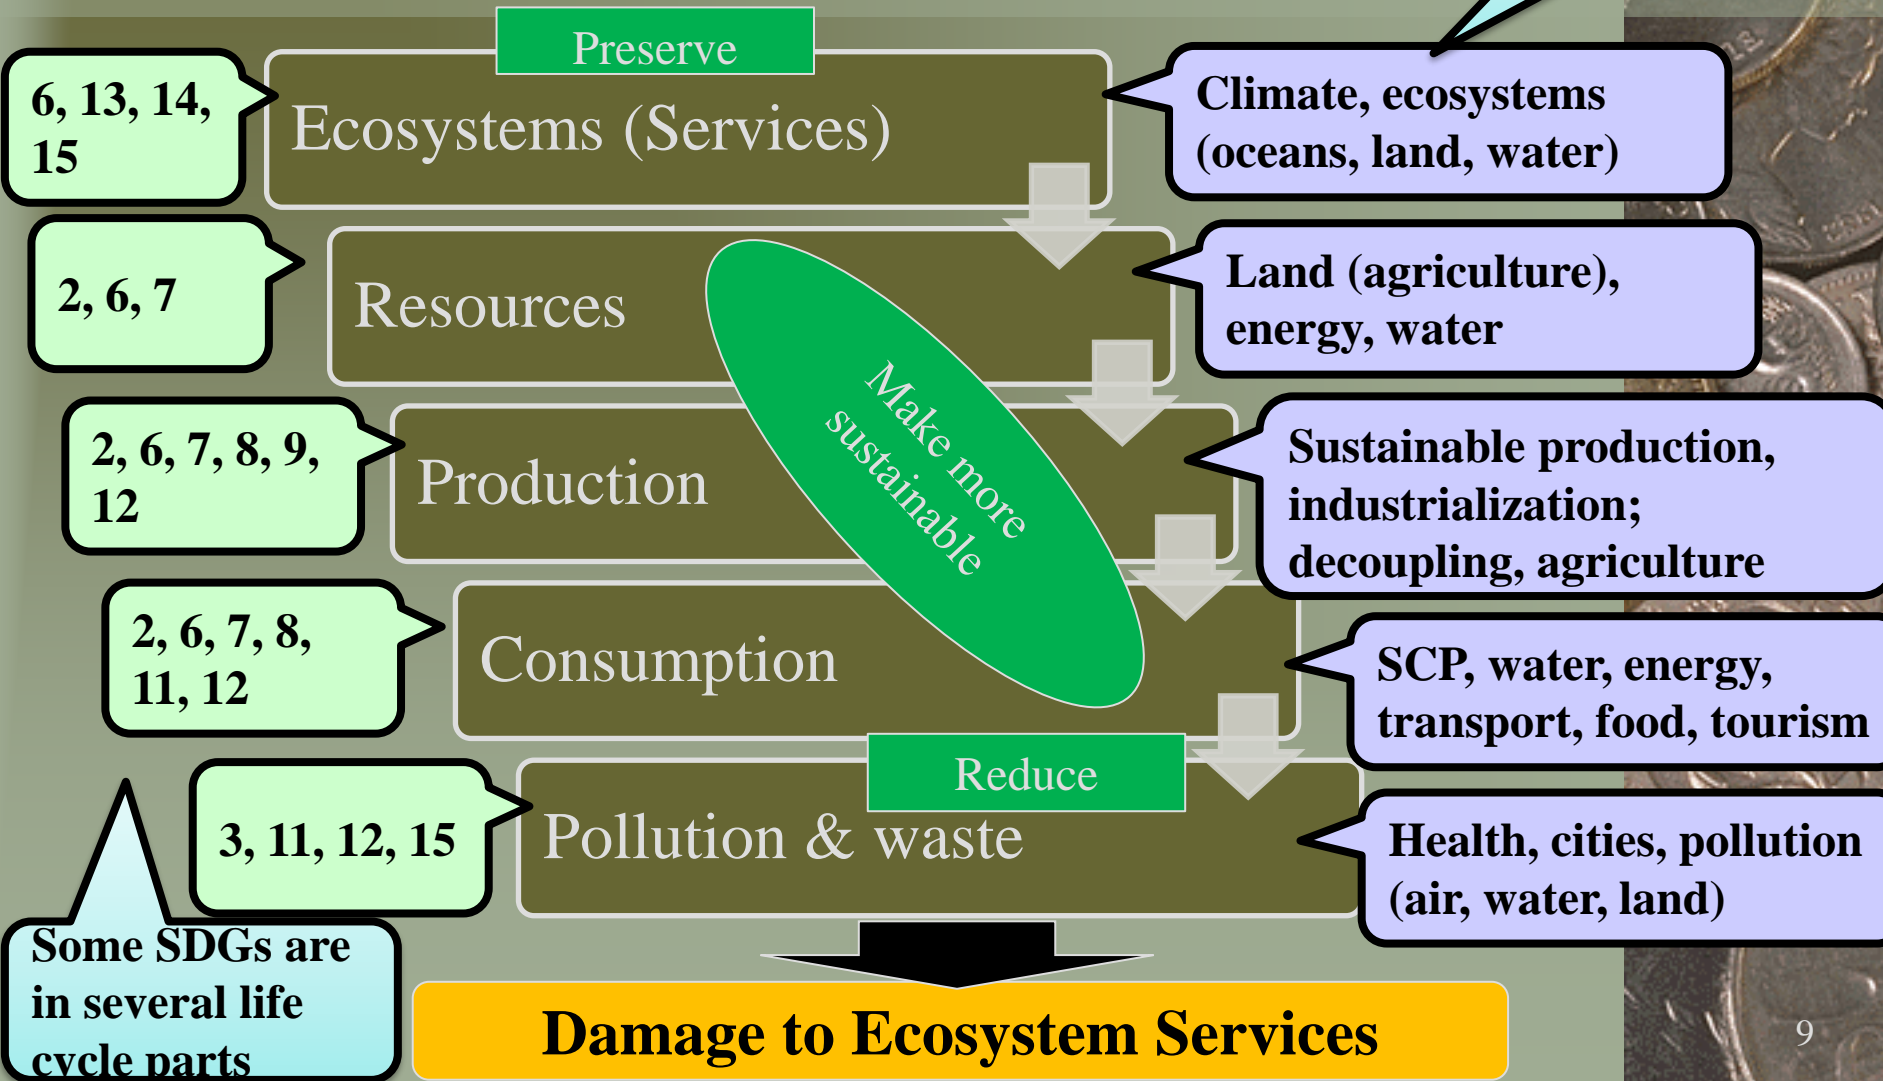 Preserve
6, 13, 14,
15
Ecosystems (Services)
Climate, ecosystems
(oceans, land, water)
2, 6, 7
Resources
Land (agriculture),
energy, water
Make more
sustainable
2, 6, 7, 8, 9,
12
Production
Sustainable production,
industrialization;
decoupling, agriculture
2, 6, 7, 8,
11, 12
Consumption
SCP, water, energy,
transport, food, tourism
Reduce
3, 11, 12, 15
Pollution & waste
Health, cities, pollution
(air, water, land)
Some SDGs are
in several life
cycle parts
Damage to Ecosystem Services
9